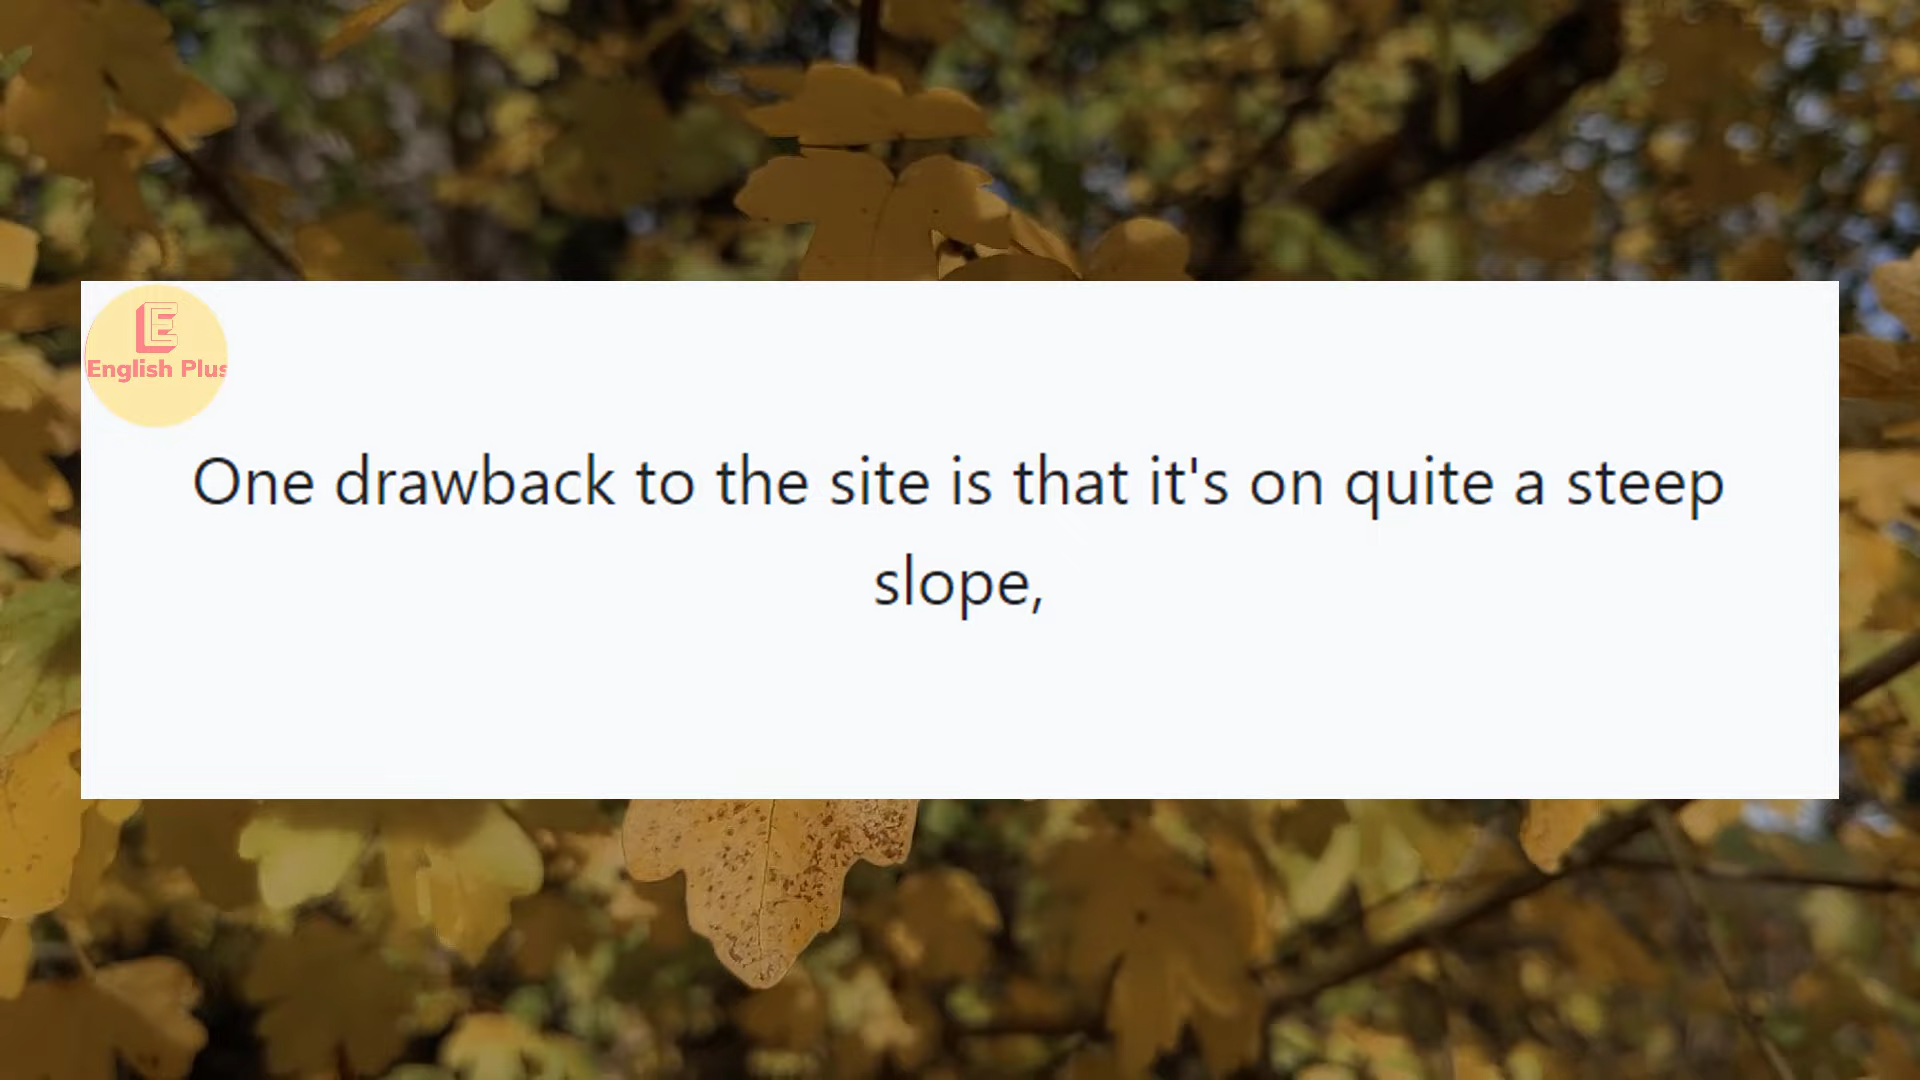 E
English Plus
One drawback to the site is that it's on quite a steep
slope,